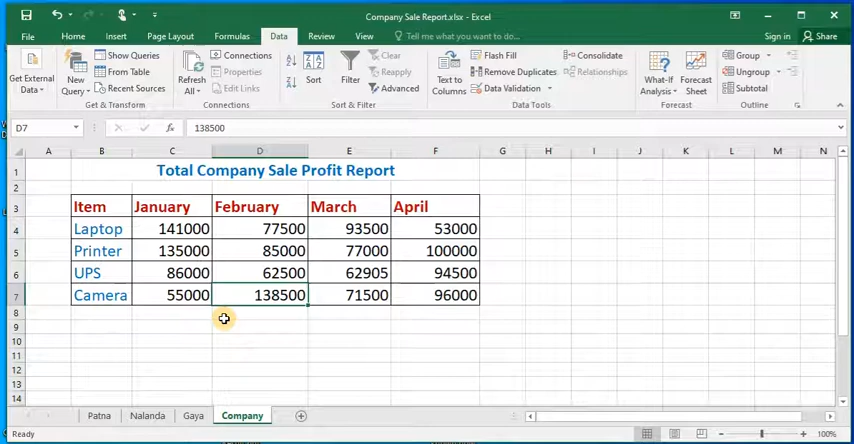 Company Sale Report.xlsx - Excel
File Home Insert Page Layout Formulas Data Review View Tell me what you want to do... Sign in Share
Get External Data
New Query
Show Queries
From Table
Recent Sources
Get & Transform
Refresh All
Connections
Properties
Edit Links
Connections
Sort
Filter
Clear
Reapply
Advanced
Sort & Filter
Text to Columns
Flash Fill
Remove Duplicates
Data Validation
Consolidate
Relationships
Data Tools
What-If Analysis
Forecast Sheet
Forecast
Group
Ungroup
Subtotal
Outline
D7 fx 138500
A B C D E F G H I J K L M N
1 Total Company Sale Profit Report
2
3 Item January February March April
4 Laptop 141000 77500 93500 53000
5 Printer 135000 85000 77000 100000
6 UPS 86000 62500 62905 94500
7 Camera 55000 138500 71500 96000
8
9
10
11
12
13
14
Patna Nalanda Gaya Company
Ready 100%